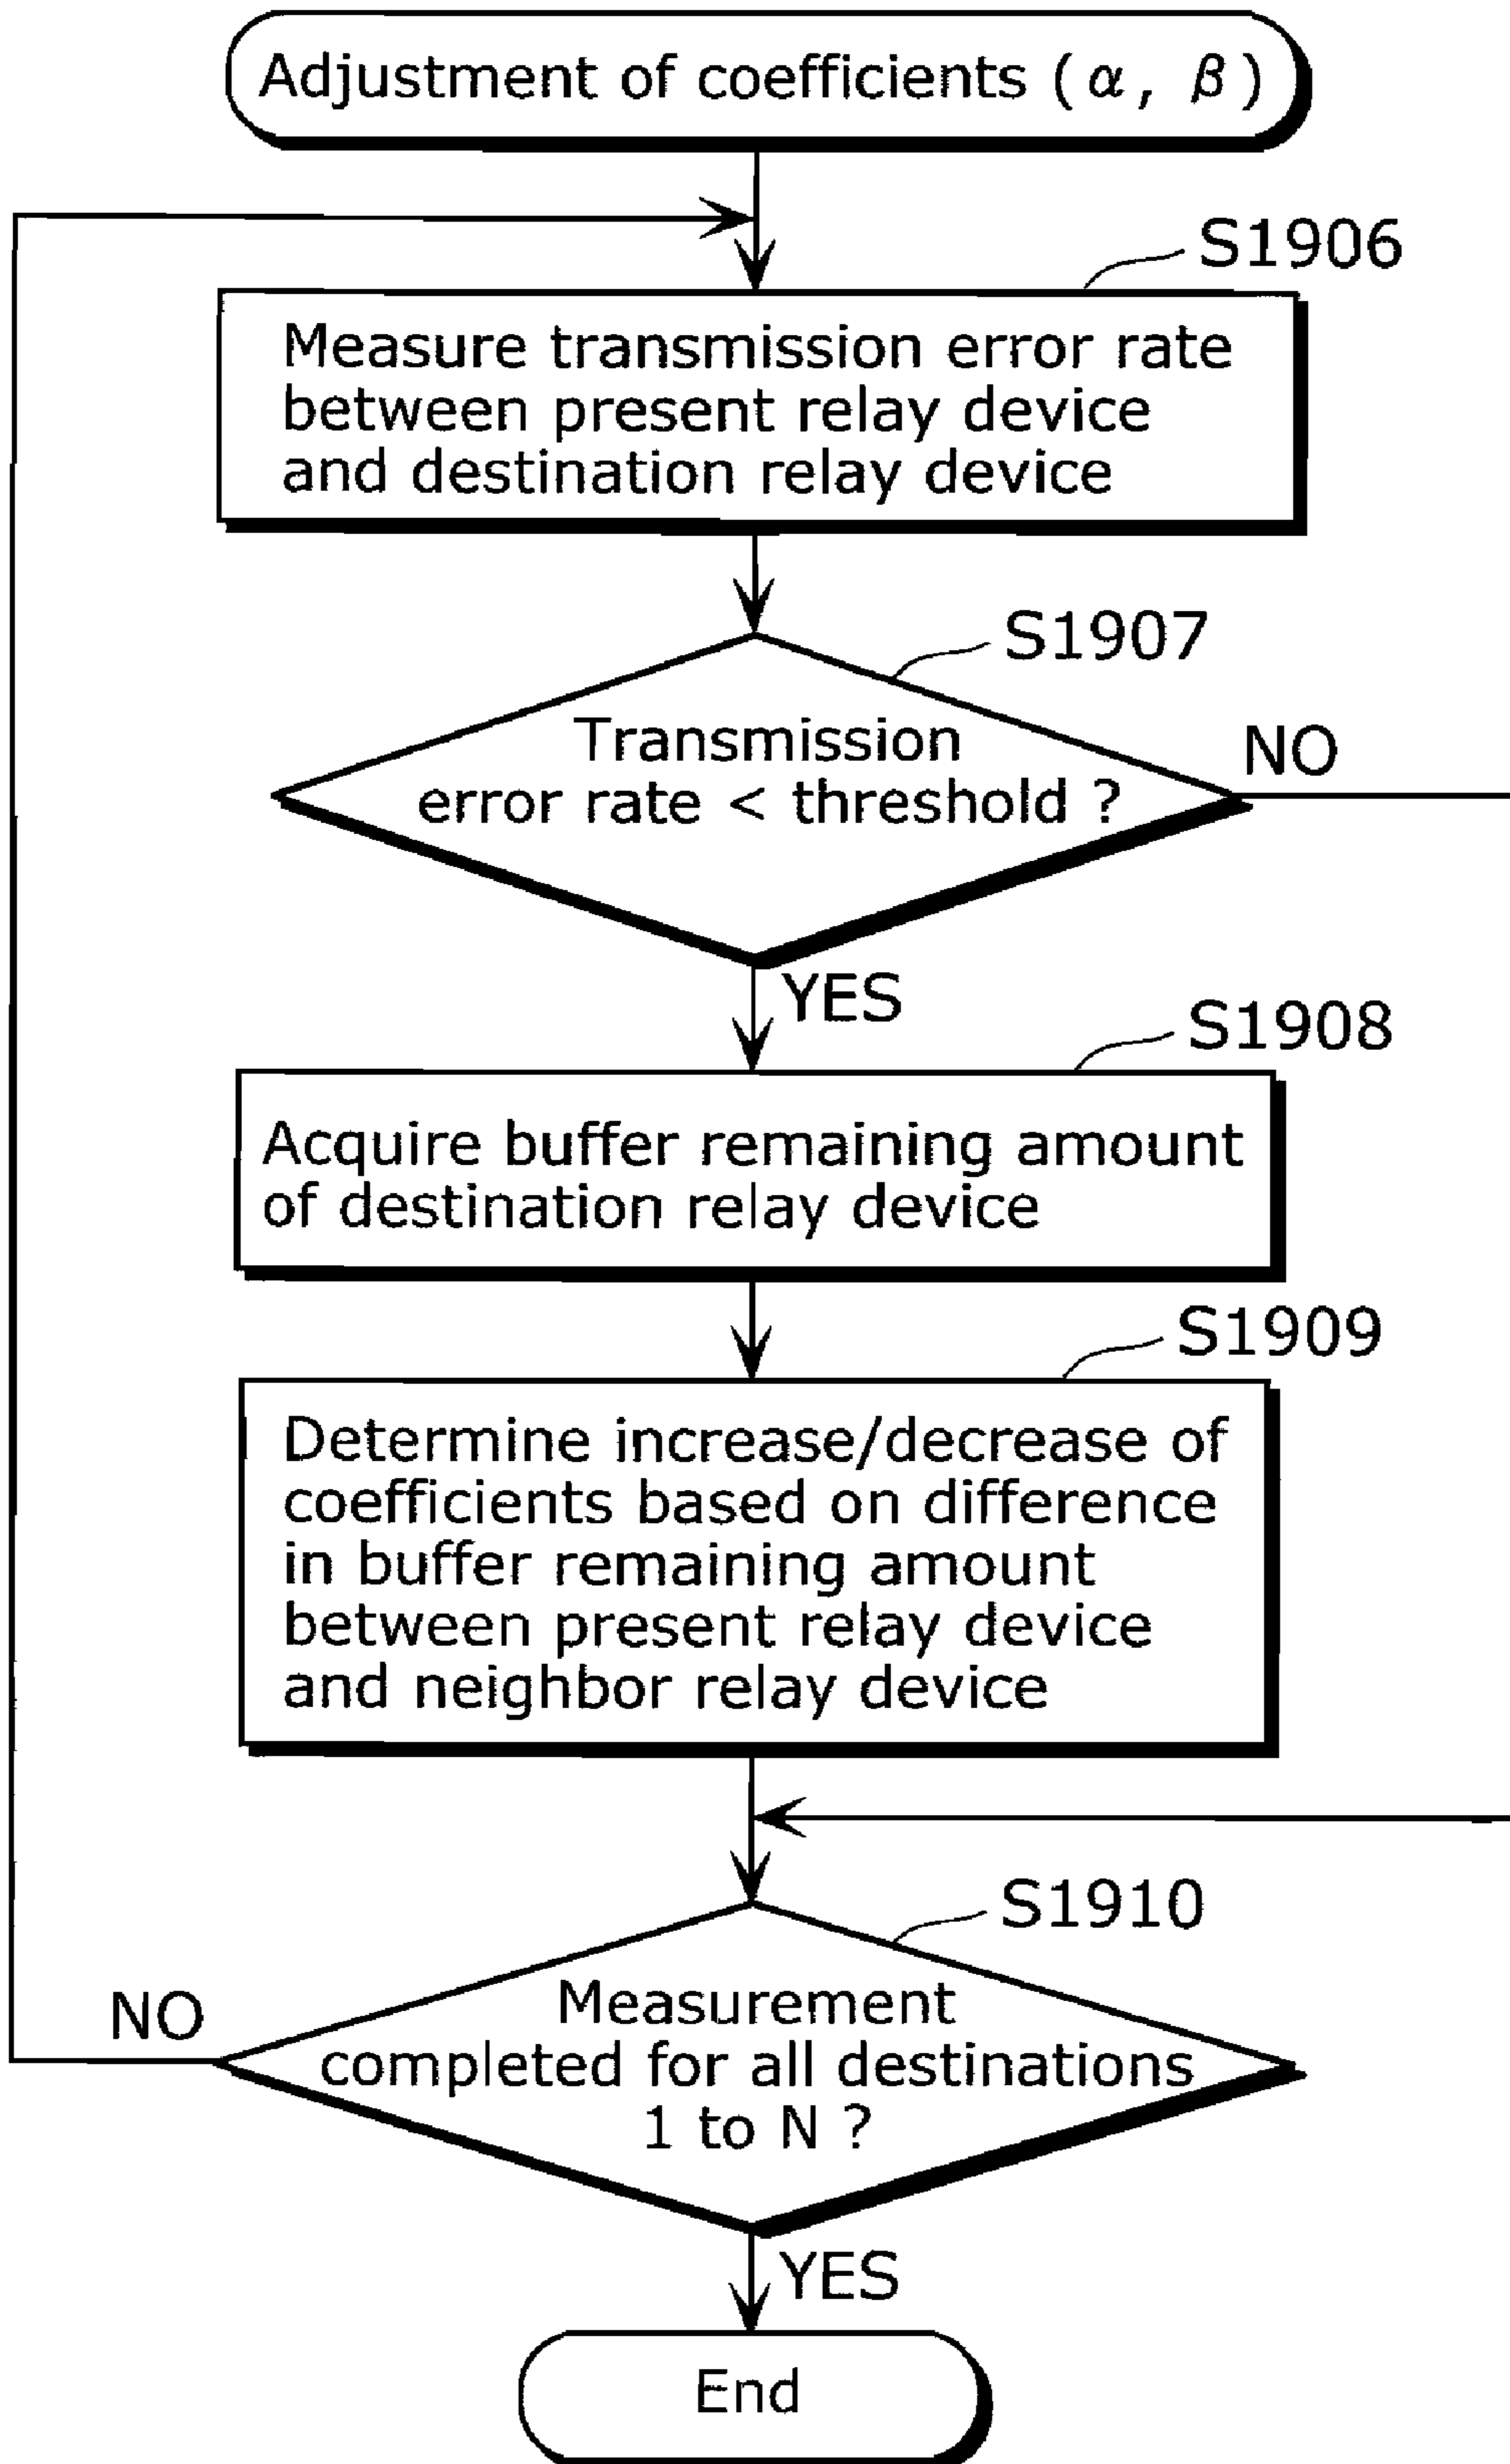 Adjustment of coefficients (α, β)
S1906
Measure transmission error rate
between present relay device
and destination relay device
S1907
Transmission
error rate < threshold ?
NO
YES
S1908
Acquire buffer remaining amount
of destination relay device
S1909
Determine increase/decrease of
coefficients based on difference
in buffer remaining amount
between present relay device
and neighbor relay device
S1910
Measurement
completed for all destinations
1 to N ?
NO
YES
End